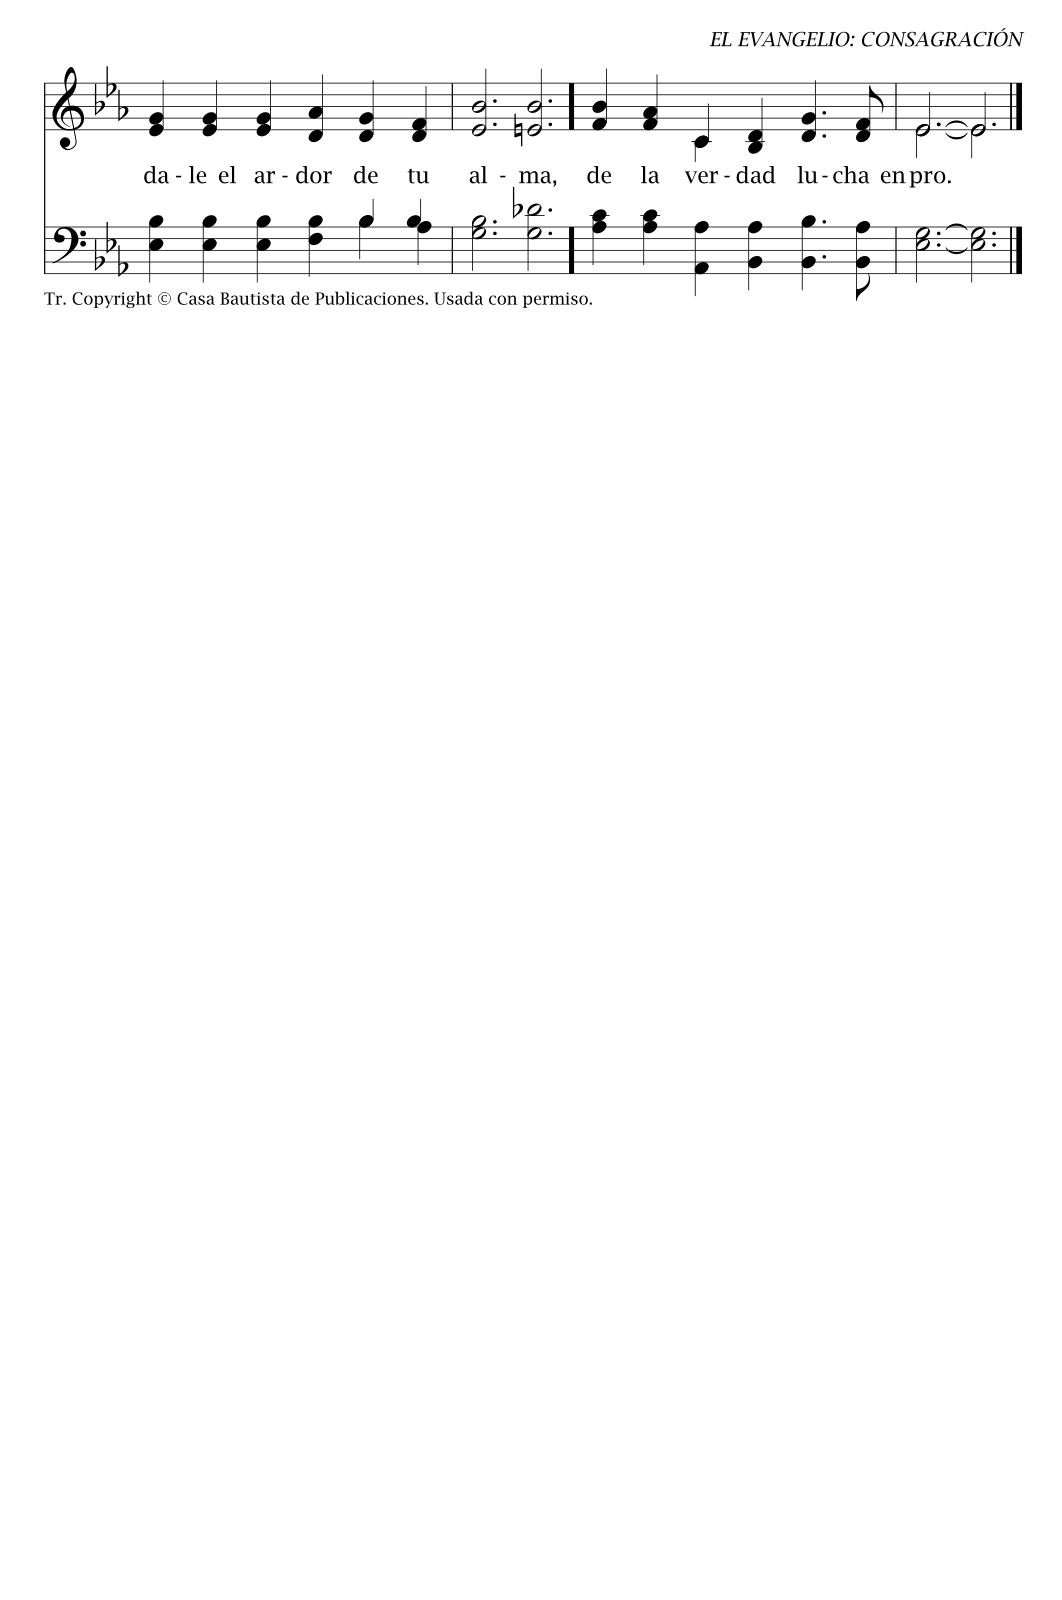 EL EVANGELIO: CONSAGRACIÓN
da - le el ar - dor de tu al - ma, de la ver - dad lu - cha en pro.
Tr. Copyright © Casa Bautista de Publicaciones. Usada con permiso.